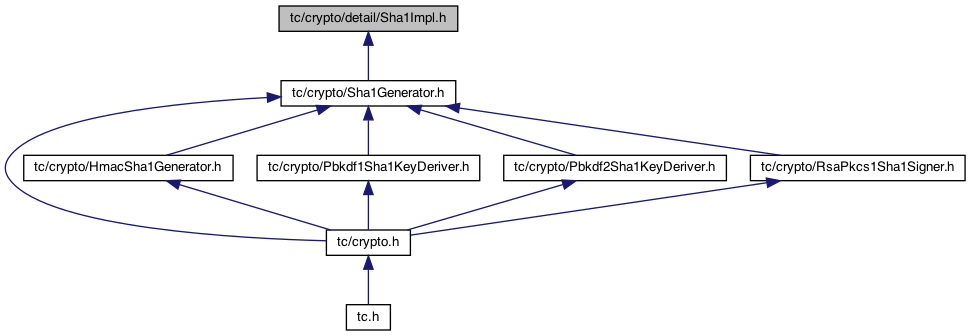 tc/crypto/detail/Sha1Impl.h
tc/crypto/Sha1Generator.h
tc/crypto/HmacSha1Generator.h
tc/crypto/Pbkdf1Sha1KeyDeriver.h
tc/crypto/Pbkdf2Sha1KeyDeriver.h
tc/crypto/RsaPkcs1Sha1Signer.h
tc/crypto.h
tc.h